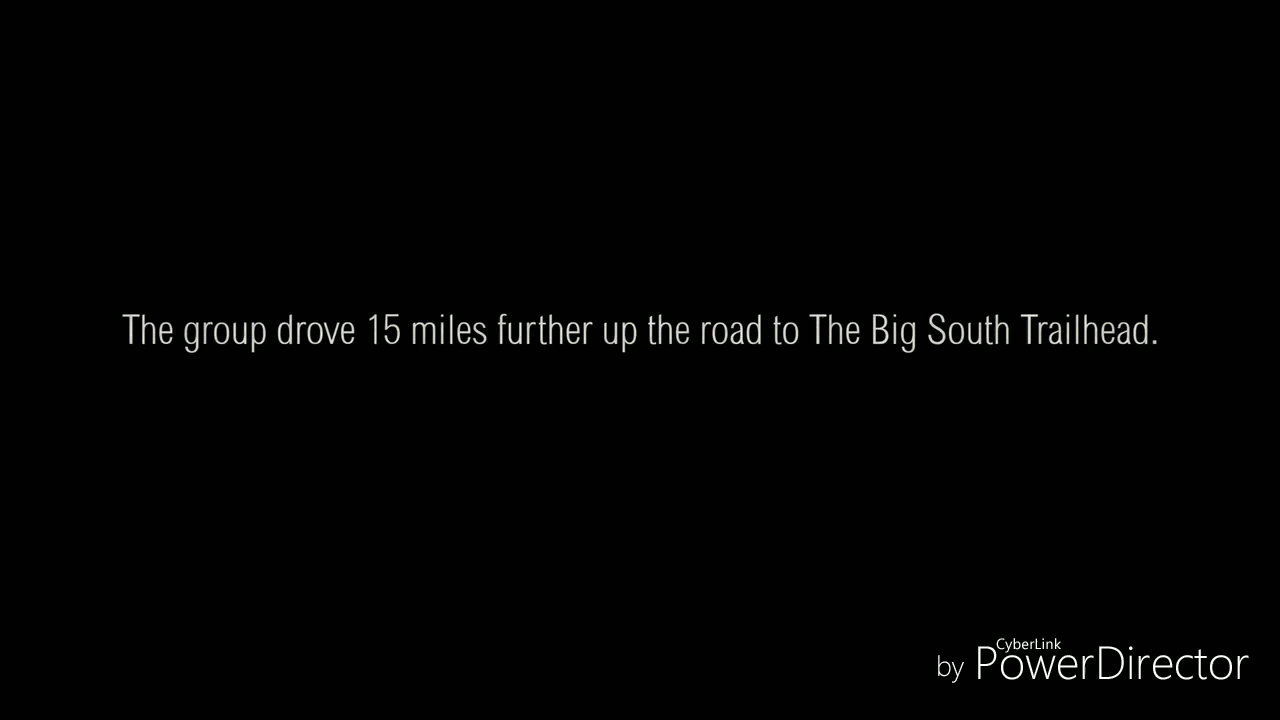 The group drove 15 miles further up the road to The Big South Trailhead.
CyberLink
by PowerDirector